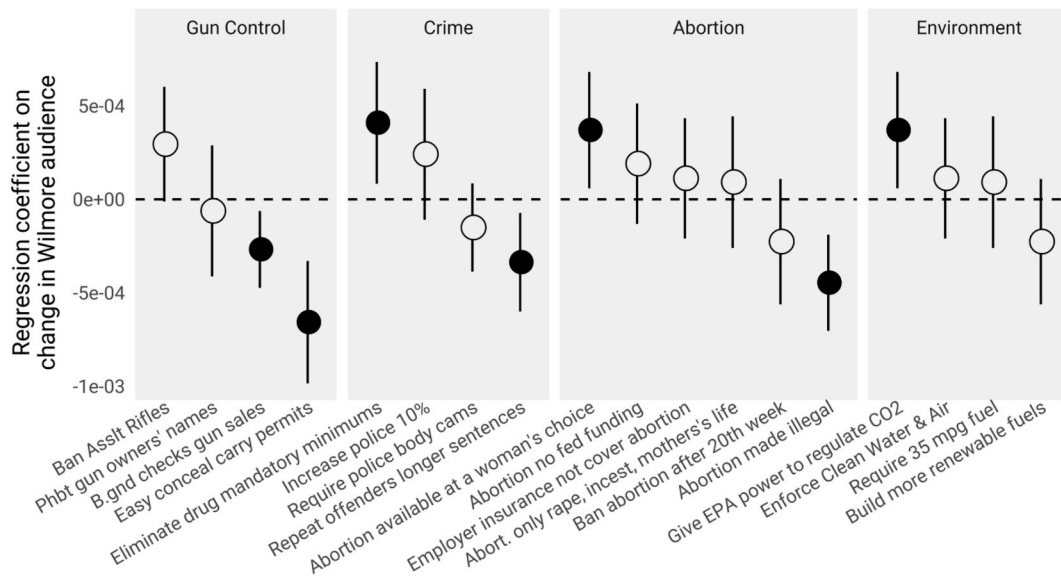 Gun Control
Crime
Abortion
Environment
Regression coefficient on
change in Wilmore audience
5e-04
0e+00
-5e-04
-1e-03
Ban Asslt Rifles
Phbt gun owners' names
B.gnd checks gun sales
Easy conceal carry permits
Eliminate drug mandatory minimums
Increase police 10%
Require police body cams
Repeat offenders longer sentences
Abortion available at a woman's choice
Abortion no fed funding
Employer insurance not cover abortion
Abort. only rape, incest, mothers's life
Ban abortion after 20th week
Abortion made illegal
Give EPA power to regulate CO2
Enforce Clean Water & Air
Require 35 mpg fuel
Build more renewable fuels